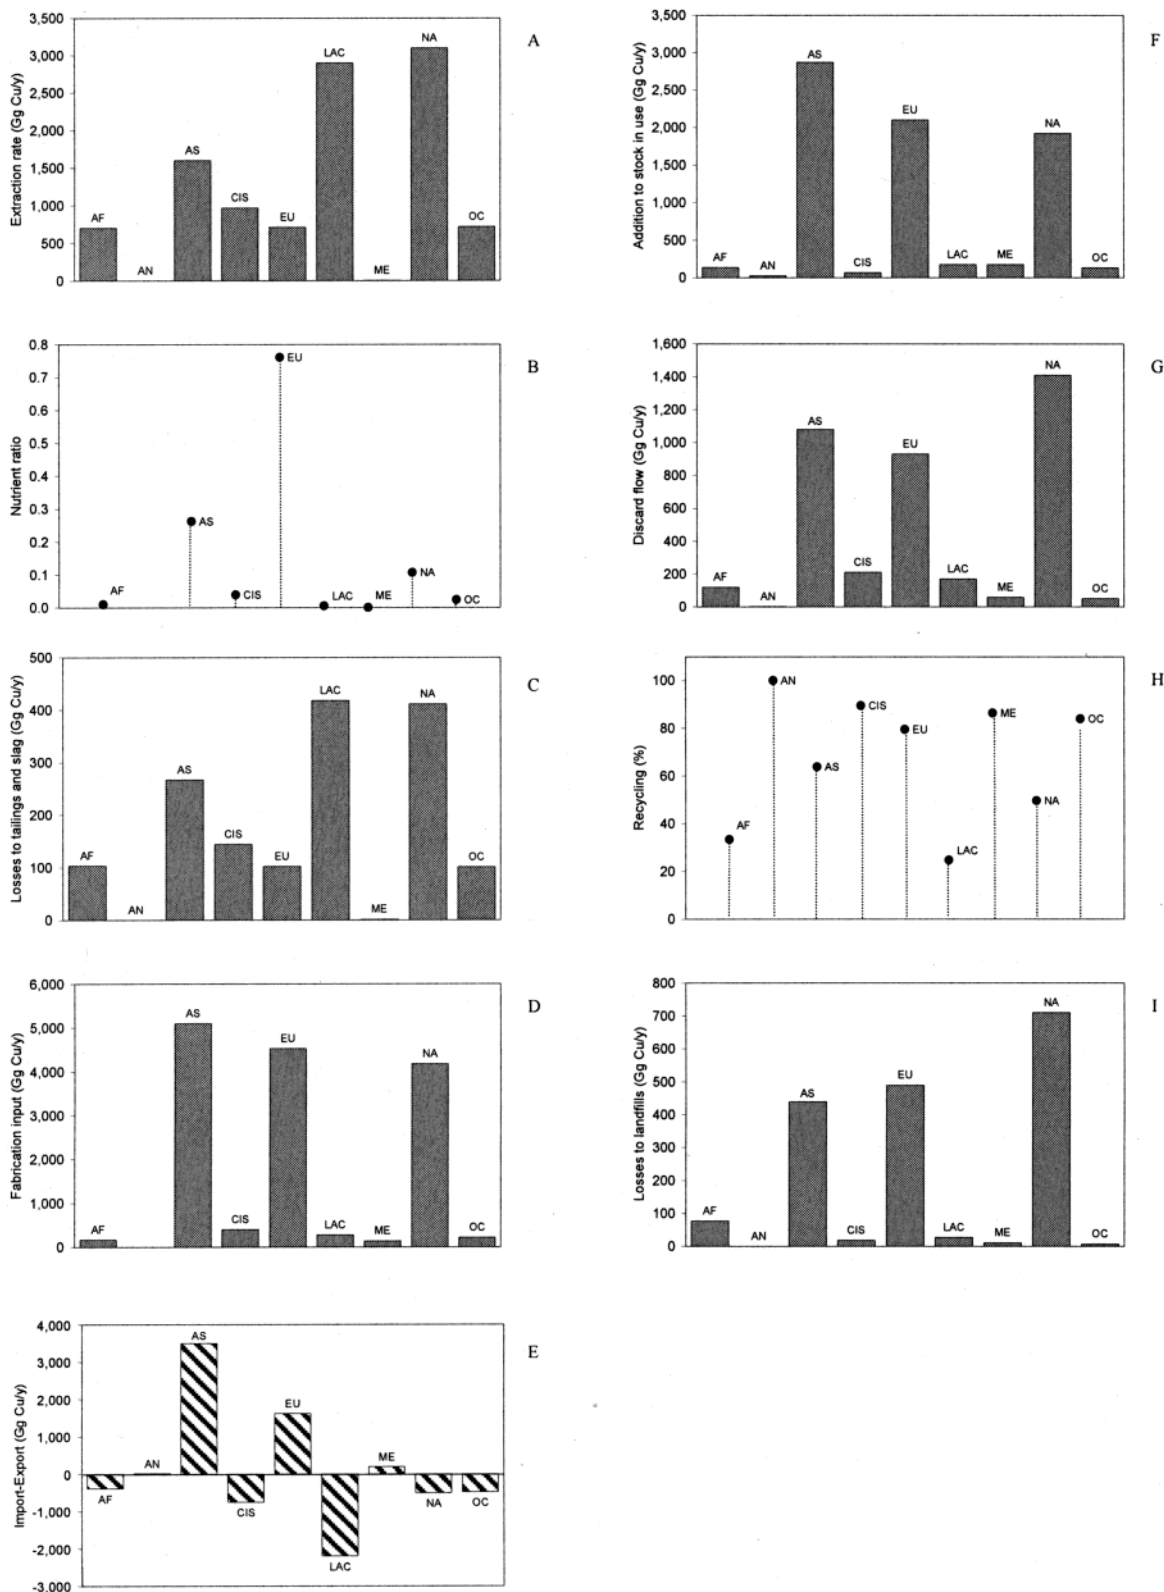 3,500
3,000
2,500
2,000
1,500
1,000
500
0
Extraction rate (Gg Cu/y)
AF
AN
AS
CIS
EU
LAC
ME
NA
OC
A
0.8
0.7
0.6
0.5
0.4
0.3
0.2
0.1
0.0
Nutrient ratio
AF
AS
CIS
EU
LAC
ME
NA
OC
B
500
400
300
200
100
0
Losses to tailings and slag (Gg Cu/y)
AF
AN
AS
CIS
EU
LAC
ME
NA
OC
C
6,000
5,000
4,000
3,000
2,000
1,000
0
Fabrication input (Gg Cu/y)
AF
AS
CIS
EU
LAC
ME
NA
OC
D
4,000
3,000
2,000
1,000
0
-1,000
-2,000
-3,000
Import-Export (Gg Cu/y)
AF
AN
AS
CIS
EU
LAC
ME
NA
OC
E
3,500
3,000
2,500
2,000
1,500
1,000
500
0
Addition to stock in use (Gg Cu/y)
AF
AN
AS
CIS
EU
LAC
ME
NA
OC
F
1,600
1,400
1,200
1,000
800
600
400
200
0
Discard flow (Gg Cu/y)
AF
AN
AS
CIS
EU
LAC
ME
NA
OC
G
100
80
60
40
20
0
Recycling (%)
AF
AN
AS
CIS
EU
LAC
ME
NA
OC
H
800
700
600
500
400
300
200
100
0
Losses to landfills (Gg Cu/y)
AF
AN
AS
CIS
EU
LAC
ME
NA
OC
I